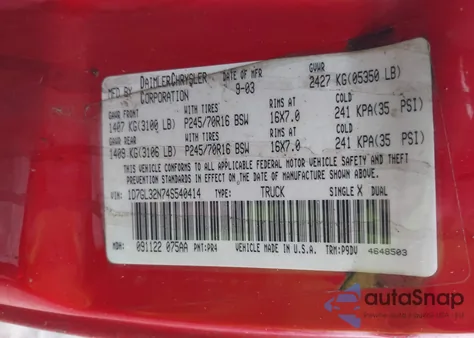 MFD BY DAIMLERCHRYSLER CORPORATION DATE OF MFR 9-03 GVWR 2427 KG(05350 LB)
GAWR FRONT WITH TIRES RIMS AT COLD
1407 KG(3100 LB) P245/70R16 BSW 16X7.0 241 KPA(35 PSI)
GAWR REAR WITH TIRES RIMS AT COLD
1409 KG(3106 LB) P245/70R16 BSW 16X7.0 241 KPA(35 PSI)
THIS VEHICLE CONFORMS TO ALL APPLICABLE FEDERAL MOTOR VEHICLE SAFETY AND
THEFT PREVENTION STANDARDS IN EFFECT ON THE DATE OF MANUFACTURE SHOWN ABOVE.
VIN: 1D7GL32N74S540414 TYPE: TRUCK SINGLE X DUAL
MDH: 091122 075AA PNT:PR4 VEHICLE MADE IN U.S.A. TRM:P9DV 4648503
autoSnap